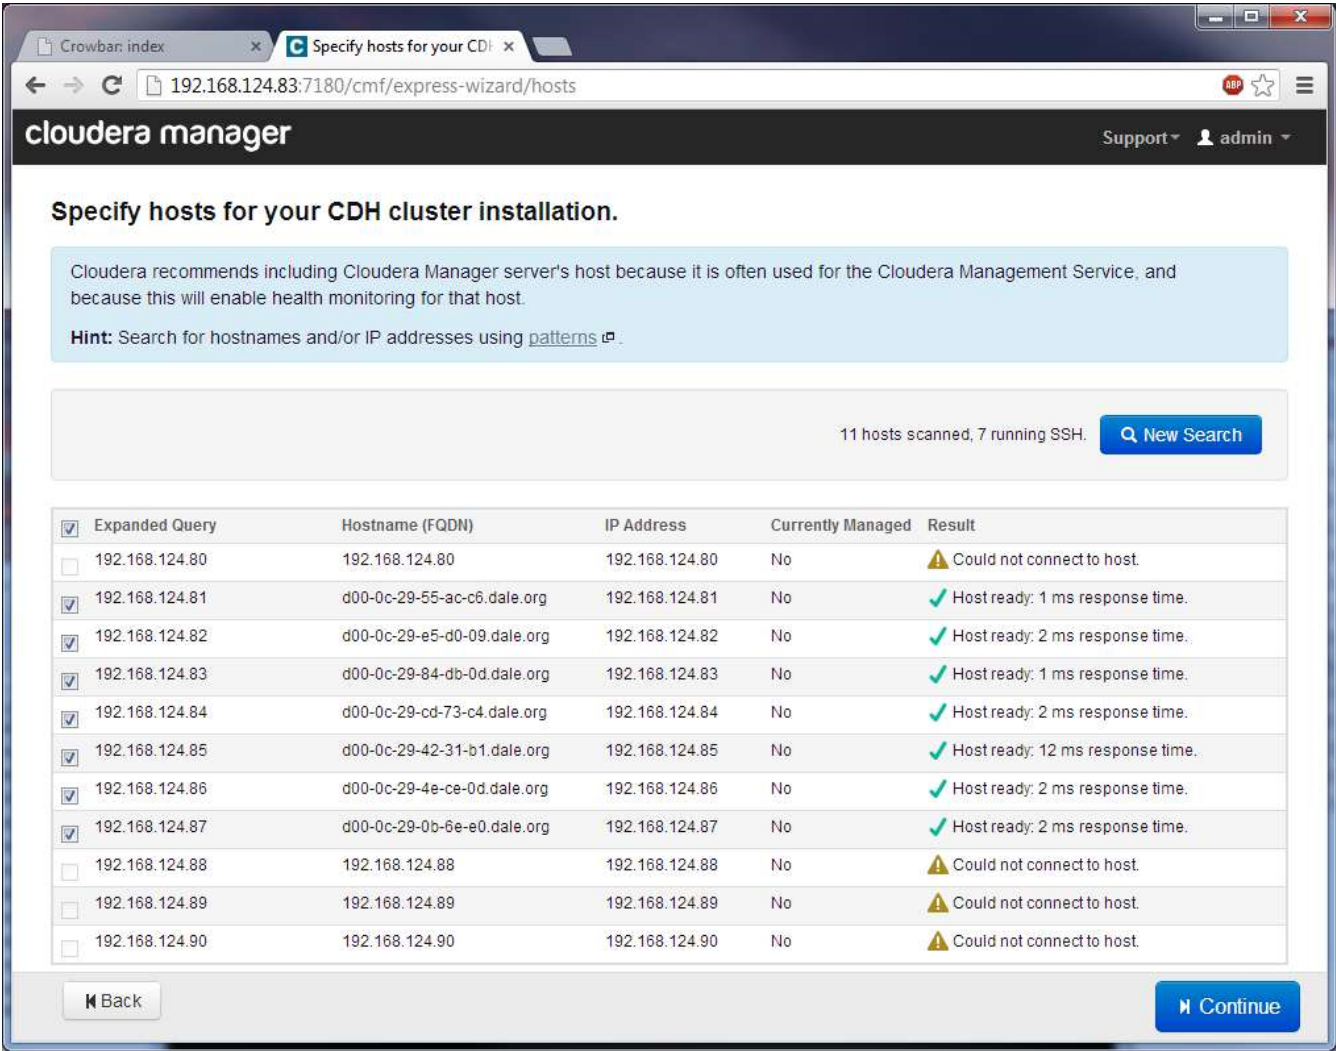 Crowbar: index
Specify hosts for your CDH
192.168.124.83:7180/cmf/express-wizard/hosts
ABP
cloudera manager
Support
admin
Specify hosts for your CDH cluster installation.
Cloudera recommends including Cloudera Manager server's host because it is often used for the Cloudera Management Service, and
because this will enable health monitoring for that host.
Hint: Search for hostnames and/or IP addresses using patterns .
11 hosts scanned, 7 running SSH. New Search
Expanded Query Hostname (FQDN) IP Address Currently Managed Result
192.168.124.80 192.168.124.80 192.168.124.80 No Could not connect to host.
192.168.124.81 d00-0c-29-55-ac-c6.dale.org 192.168.124.81 No Host ready: 1 ms response time.
192.168.124.82 d00-0c-29-e5-d0-09.dale.org 192.168.124.82 No Host ready: 2 ms response time.
192.168.124.83 d00-0c-29-84-db-0d.dale.org 192.168.124.83 No Host ready: 1 ms response time.
192.168.124.84 d00-0c-29-cd-73-c4.dale.org 192.168.124.84 No Host ready: 2 ms response time.
192.168.124.85 d00-0c-29-42-31-b1.dale.org 192.168.124.85 No Host ready: 12 ms response time.
192.168.124.86 d00-0c-29-4e-ce-0d.dale.org 192.168.124.86 No Host ready: 2 ms response time.
192.168.124.87 d00-0c-29-0b-6e-e0.dale.org 192.168.124.87 No Host ready: 2 ms response time.
192.168.124.88 192.168.124.88 192.168.124.88 No Could not connect to host.
192.168.124.89 192.168.124.89 192.168.124.89 No Could not connect to host.
192.168.124.90 192.168.124.90 192.168.124.90 No Could not connect to host.
Back
Continue